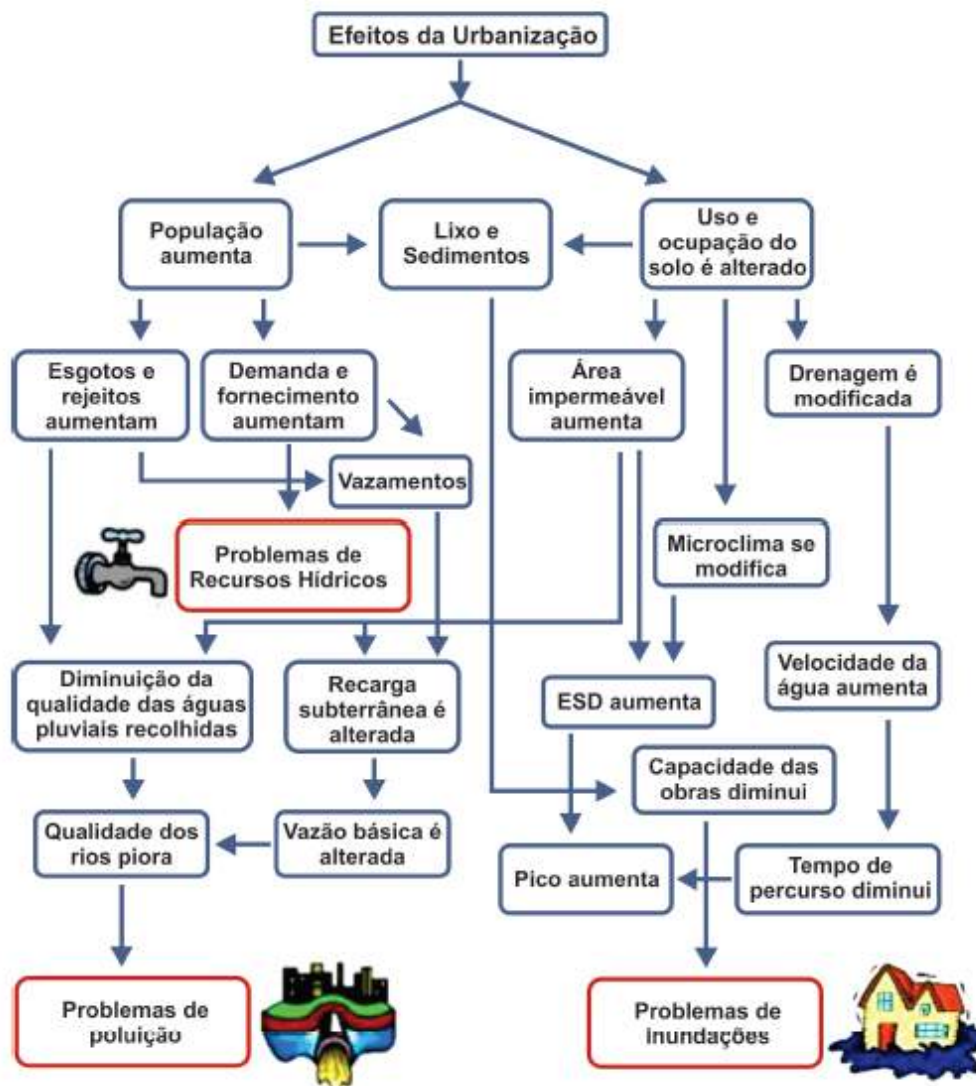 Efeitos da Urbanização
População
aumenta
Lixo e
Sedimentos
Uso e
ocupação do
solo é alterado
Esgotos e
rejeitos
aumentam
Demanda e
fornecimento
aumentam
Área
impermeável
aumenta
Drenagem é
modificada
Vazamentos
Problemas de
Recursos Hídricos
Microclima se
modifica
Diminuição da
qualidade das águas
pluviais recolhidas
Recarga
subterrânea é
alterada
ESD aumenta
Velocidade da
água aumenta
Capacidade das
obras diminui
Qualidade dos
rios piora
Vazão básica é
alterada
Pico aumenta
Tempo de
percurso diminui
Problemas de
poluição
Problemas de
inundações